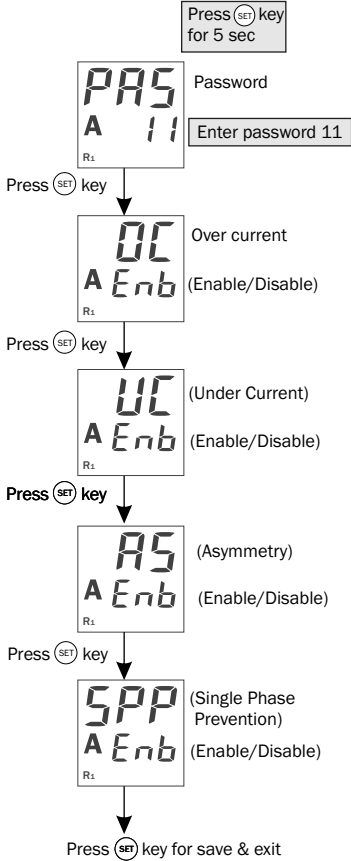 Press SET key
for 5 sec
PAS
Password
A 11
Enter password 11
R1
Press SET key
OC
Over current
A Enb
(Enable/Disable)
R1
Press SET key
UC
(Under Current)
A Enb
(Enable/Disable)
R1
Press SET key
AS
(Asymmetry)
A Enb
(Enable/Disable)
R1
Press SET key
SPP
(Single Phase
Prevention)
A Enb
(Enable/Disable)
R1
Press SET key for save & exit